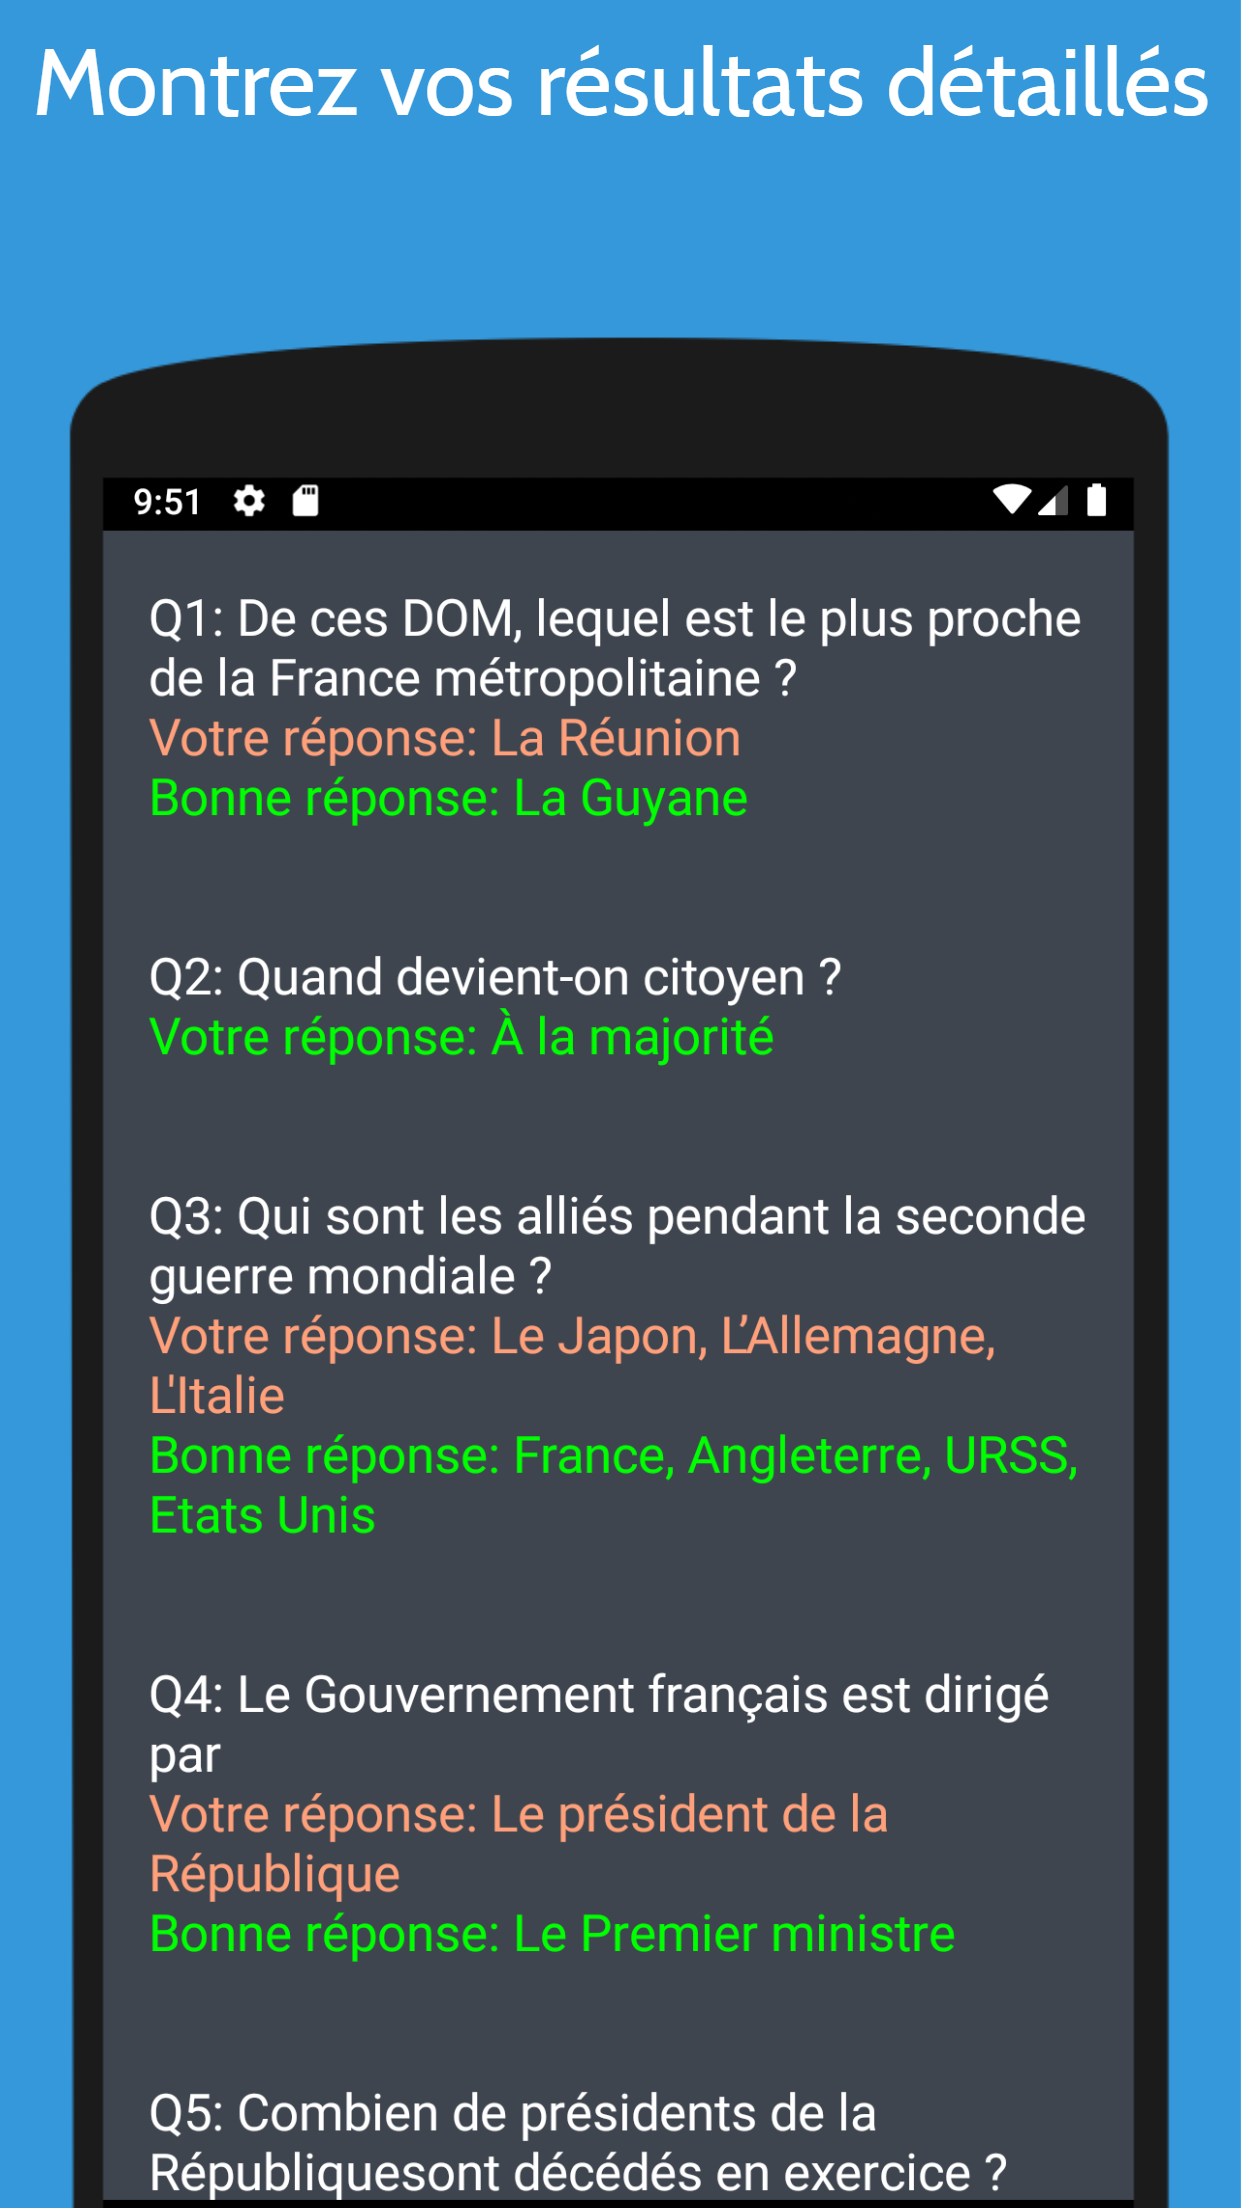 Montrez vos résultats détaillés
9:51
Q1: De ces DOM, lequel est le plus proche
de la France métropolitaine ?
Votre réponse: La Réunion
Bonne réponse: La Guyane
Q2: Quand devient-on citoyen ?
Votre réponse: À la majorité
Q3: Qui sont les alliés pendant la seconde
guerre mondiale ?
Votre réponse: Le Japon, L’Allemagne,
L'Italie
Bonne réponse: France, Angleterre, URSS,
Etats Unis
Q4: Le Gouvernement français est dirigé
par
Votre réponse: Le président de la
République
Bonne réponse: Le Premier ministre
Q5: Combien de présidents de la
Républiquesont décédés en exercice ?